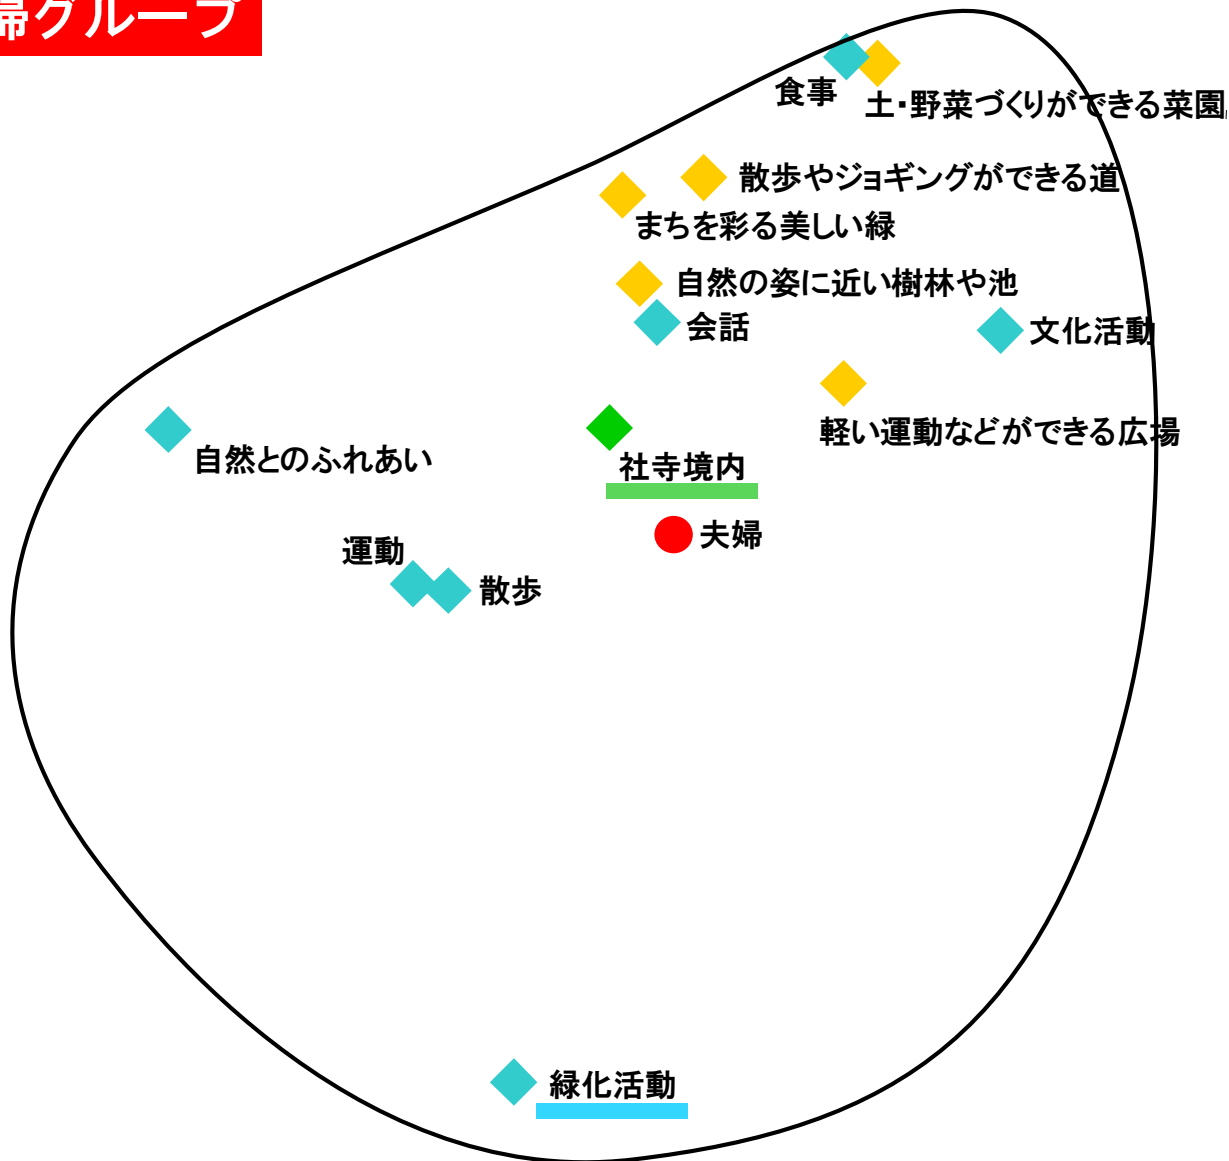 婦グループ
食事
土・野菜づくりができる菜園
散歩やジョギングができる道
まちを彩る美しい緑
自然の姿に近い樹林や池
会話
文化活動
軽い運動などができる広場
自然とのふれあい
社寺境内
夫婦
運動
散歩
緑化活動